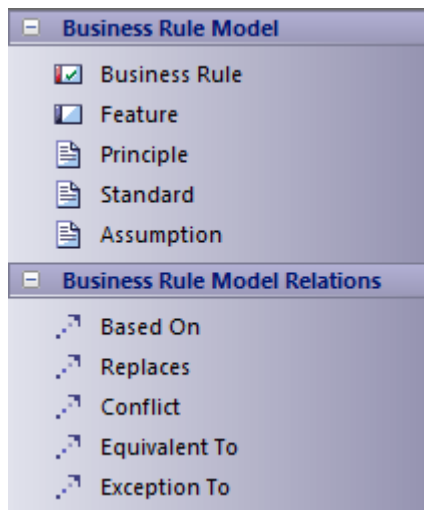 Business Rule Model
Business Rule
Feature
Principle
Standard
Assumption
Business Rule Model Relations
Based On
Replaces
Conflict
Equivalent To
Exception To